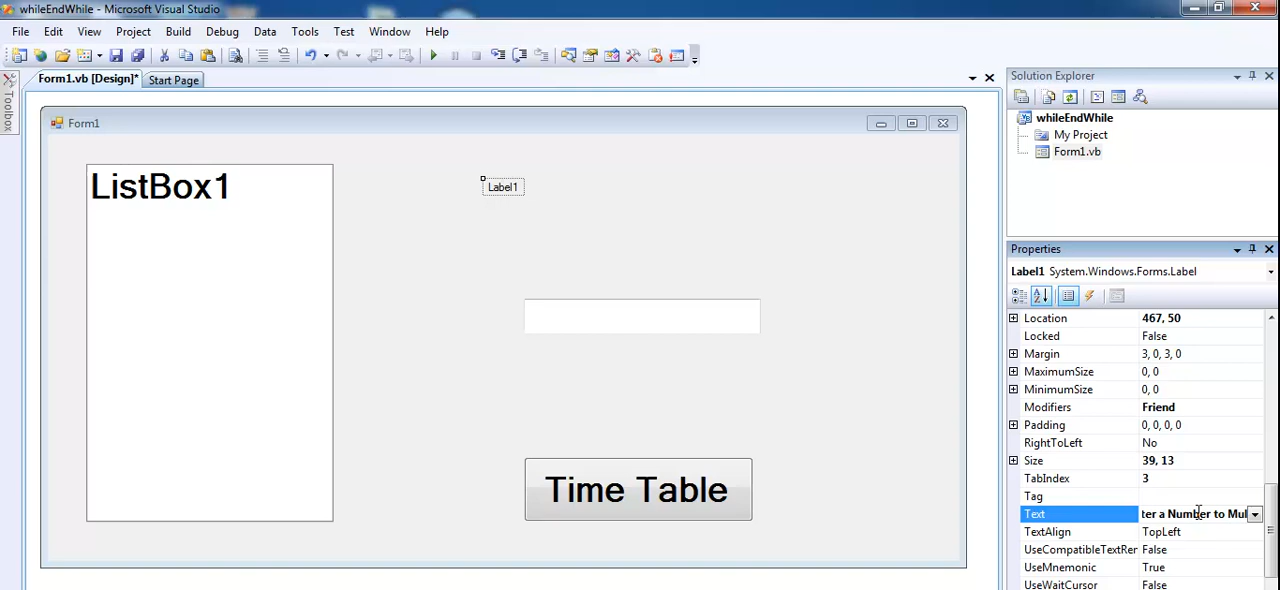 whileEndWhile - Microsoft Visual Studio
File Edit View Project Build Debug Data Tools Test Window Help
Form1.vb [Design]* Start Page
Toolbox
Form1
ListBox1
Label1
Time Table
Solution Explorer
whileEndWhile
My Project
Form1.vb
Properties
Label1 System.Windows.Forms.Label
Location 467, 50
Locked False
Margin 3, 0, 3, 0
MaximumSize 0, 0
MinimumSize 0, 0
Modifiers Friend
Padding 0, 0, 0, 0
RightToLeft No
Size 39, 13
TabIndex 3
Tag
Text ter a Number to Mul
TextAlign TopLeft
UseCompatibleTextRer False
UseMnemonic True
UseWaitCursor False